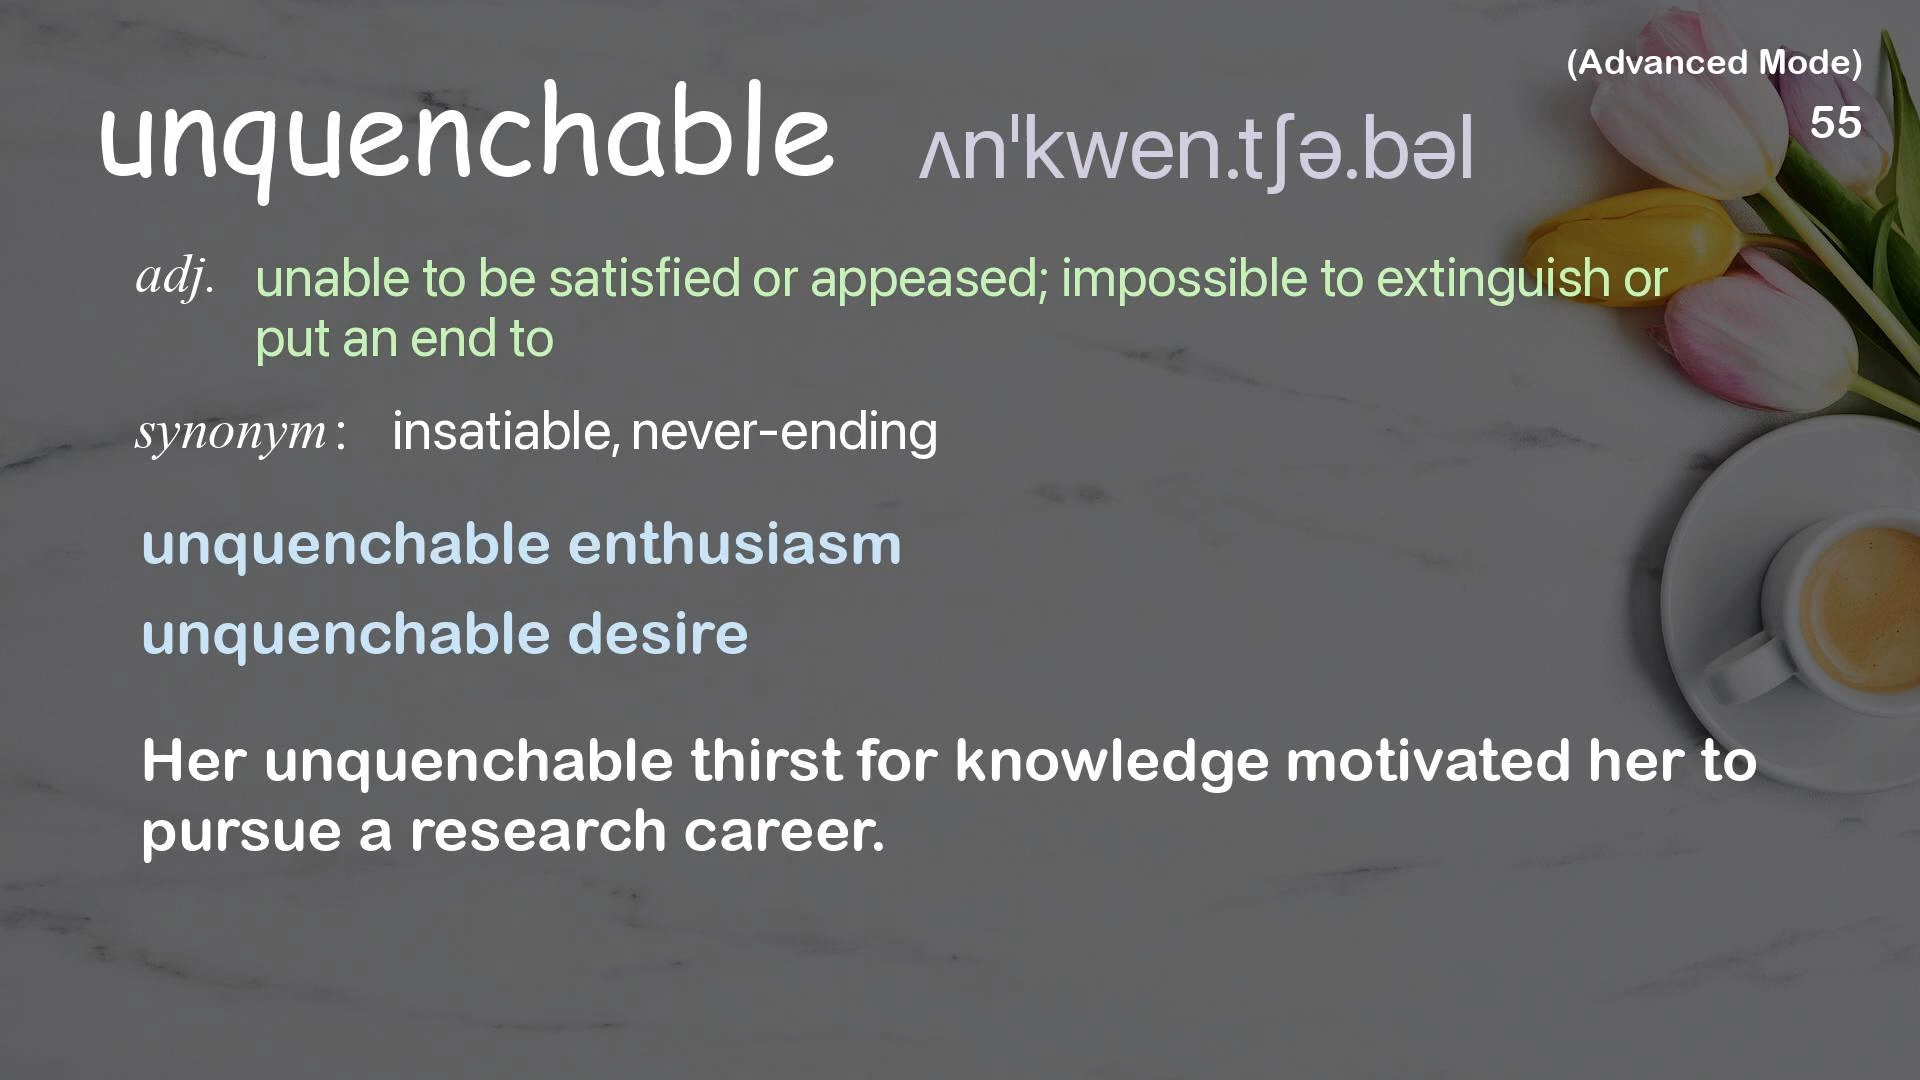 (Advanced Mode)
55
unquenchable ʌnˈkwen.tʃə.bəl
adj. unable to be satisfied or appeased; impossible to extinguish or
put an end to
synonym: insatiable, never-ending
unquenchable enthusiasm
unquenchable desire
Her unquenchable thirst for knowledge motivated her to
pursue a research career.